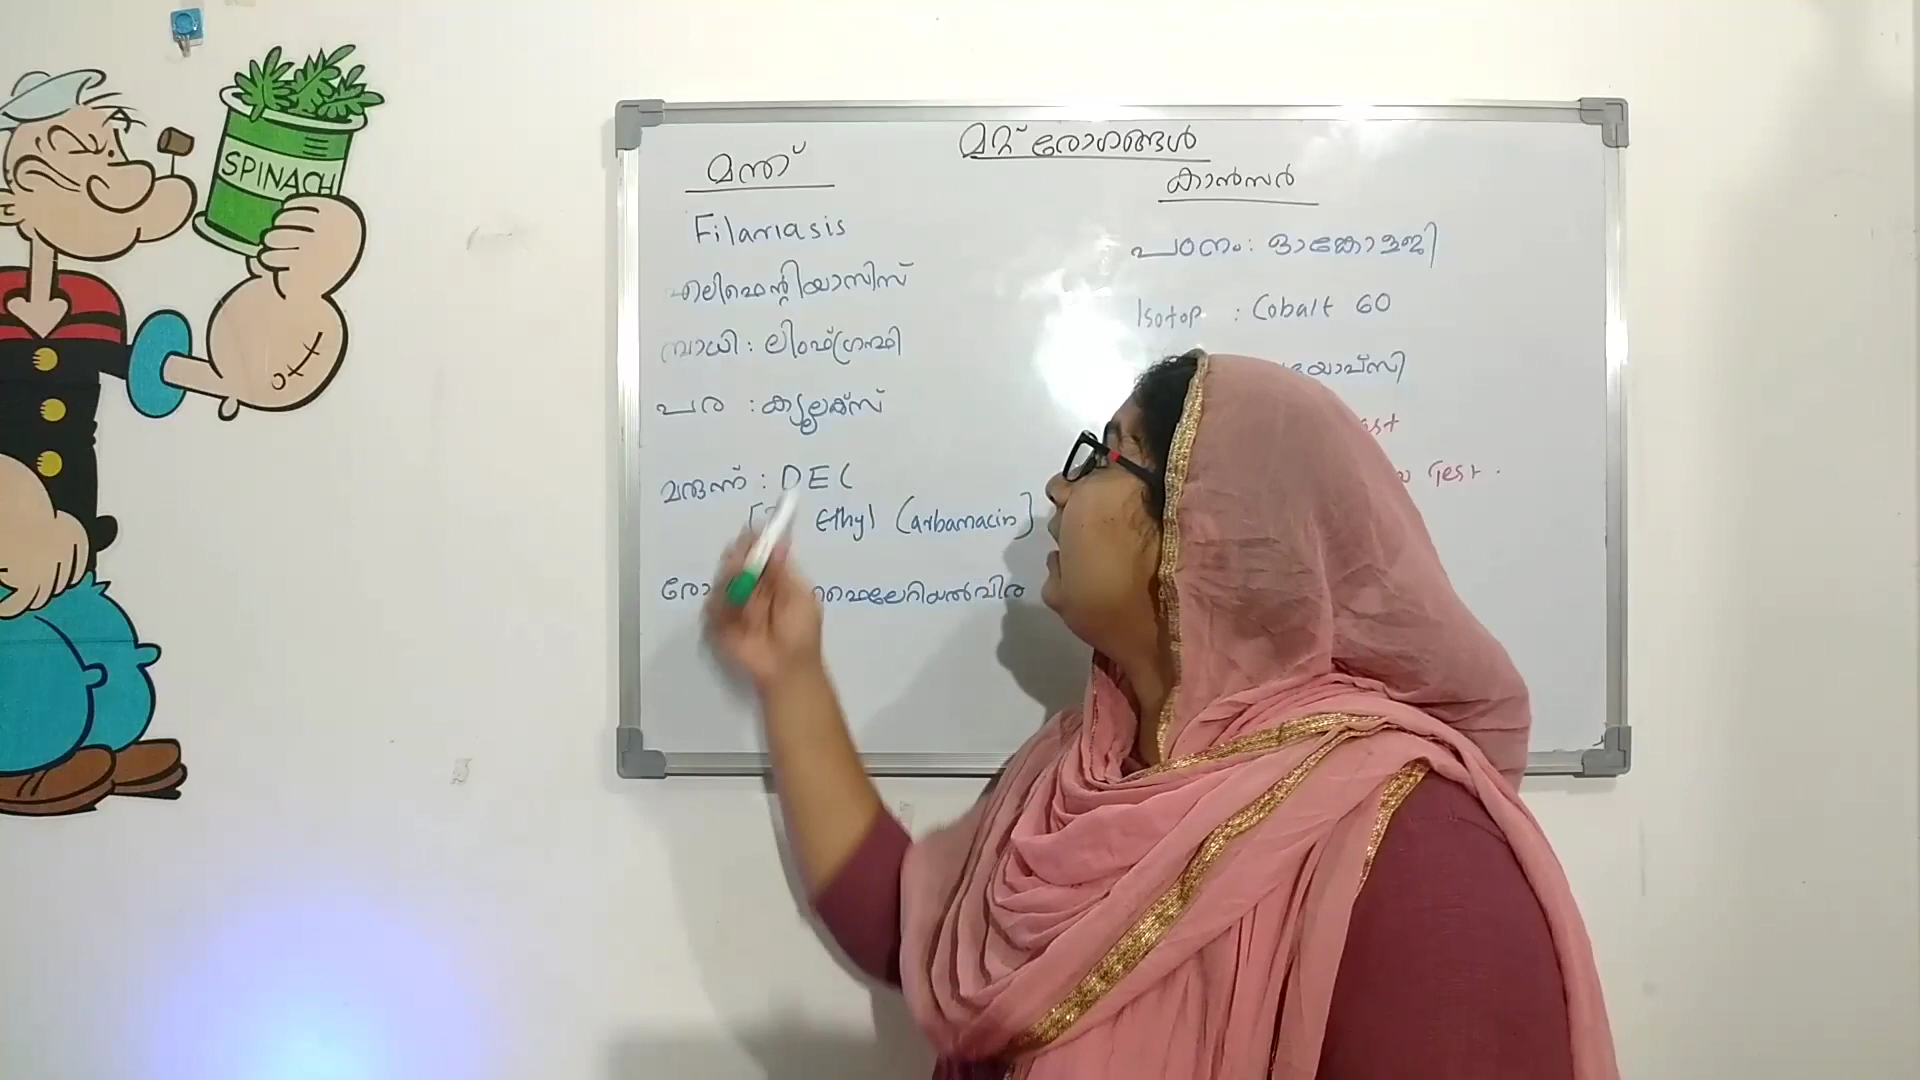 SPINACH
മറ്റ് രോഗങ്ങൾ
മന്ത്
Filariasis
എലിഫെന്റിയാസിസ്
ബാധി : ലിംഫ്ഗ്രന്ഥി
പര : ക്യൂലക്സ്
മരുന്ന് : DEC
Ethyl Carbamacin]
ഫൈലേറിയൽവിര
കാൻസർ
പഠനം : ഓങ്കോളജി
Isotop : Cobalt 60
Test .